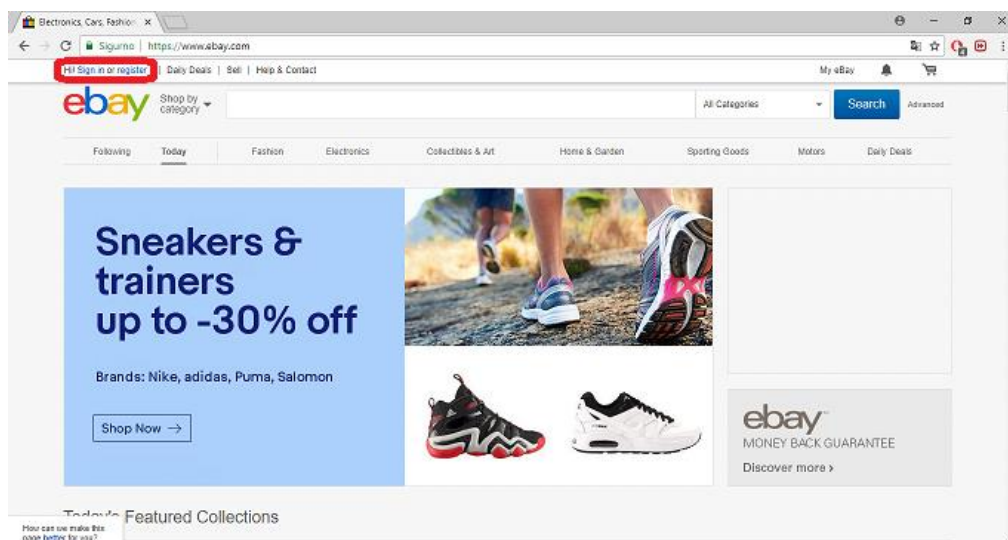 Electronics, Cars, Fashion
Sigurno | https://www.ebay.com
Hi! Sign in or register | Daily Deals | Sell | Help & Contact
My eBay
ebay
Shop by category
All Categories
Search
Advanced
Following Today Fashion Electronics Collectibles & Art Home & Garden Sporting Goods Motors Daily Deals
Sneakers &
trainers
up to -30% off
Brands: Nike, adidas, Puma, Salomon
Shop Now →
ebay™
MONEY BACK GUARANTEE
Discover more ›
Today's Featured Collections
How can we make this
page better for you?